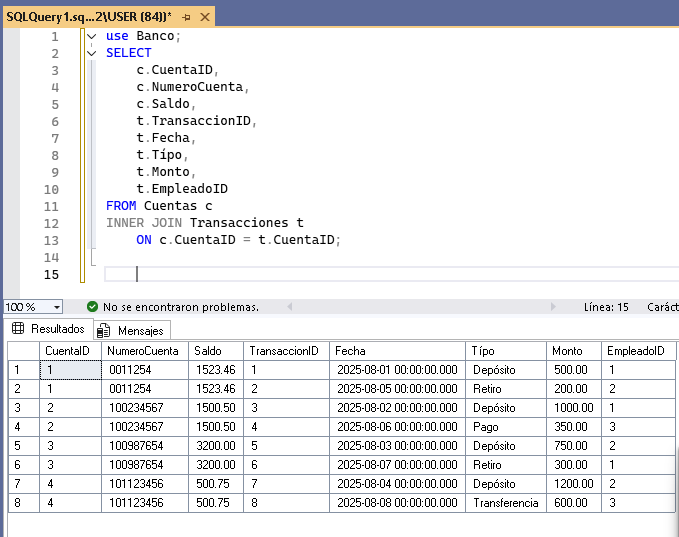 SQLQuery1.sq...2\USER (84))*
1 use Banco;
2 SELECT
3 c.CuentaID,
4 c.NumeroCuenta,
5 c.Saldo,
6 t.TransaccionID,
7 t.Fecha,
8 t.Típo,
9 t.Monto,
10 t.EmpleadoID
11 FROM Cuentas c
12 INNER JOIN Transacciones t
13 ON c.CuentaID = t.CuentaID;
14
15
100 % No se encontraron problemas. Línea: 15 Caráct
Resultados Mensajes
CuentaID NumeroCuenta Saldo TransaccionID Fecha Típo Monto EmpleadoID
1 1 0011254 1523.46 1 2025-08-01 00:00:00.000 Depósito 500.00 1
2 1 0011254 1523.46 2 2025-08-05 00:00:00.000 Retiro 200.00 2
3 2 100234567 1500.50 3 2025-08-02 00:00:00.000 Depósito 1000.00 1
4 2 100234567 1500.50 4 2025-08-06 00:00:00.000 Pago 350.00 3
5 3 100987654 3200.00 5 2025-08-03 00:00:00.000 Depósito 750.00 2
6 3 100987654 3200.00 6 2025-08-07 00:00:00.000 Retiro 300.00 1
7 4 101123456 500.75 7 2025-08-04 00:00:00.000 Depósito 1200.00 2
8 4 101123456 500.75 8 2025-08-08 00:00:00.000 Transferencia 600.00 3